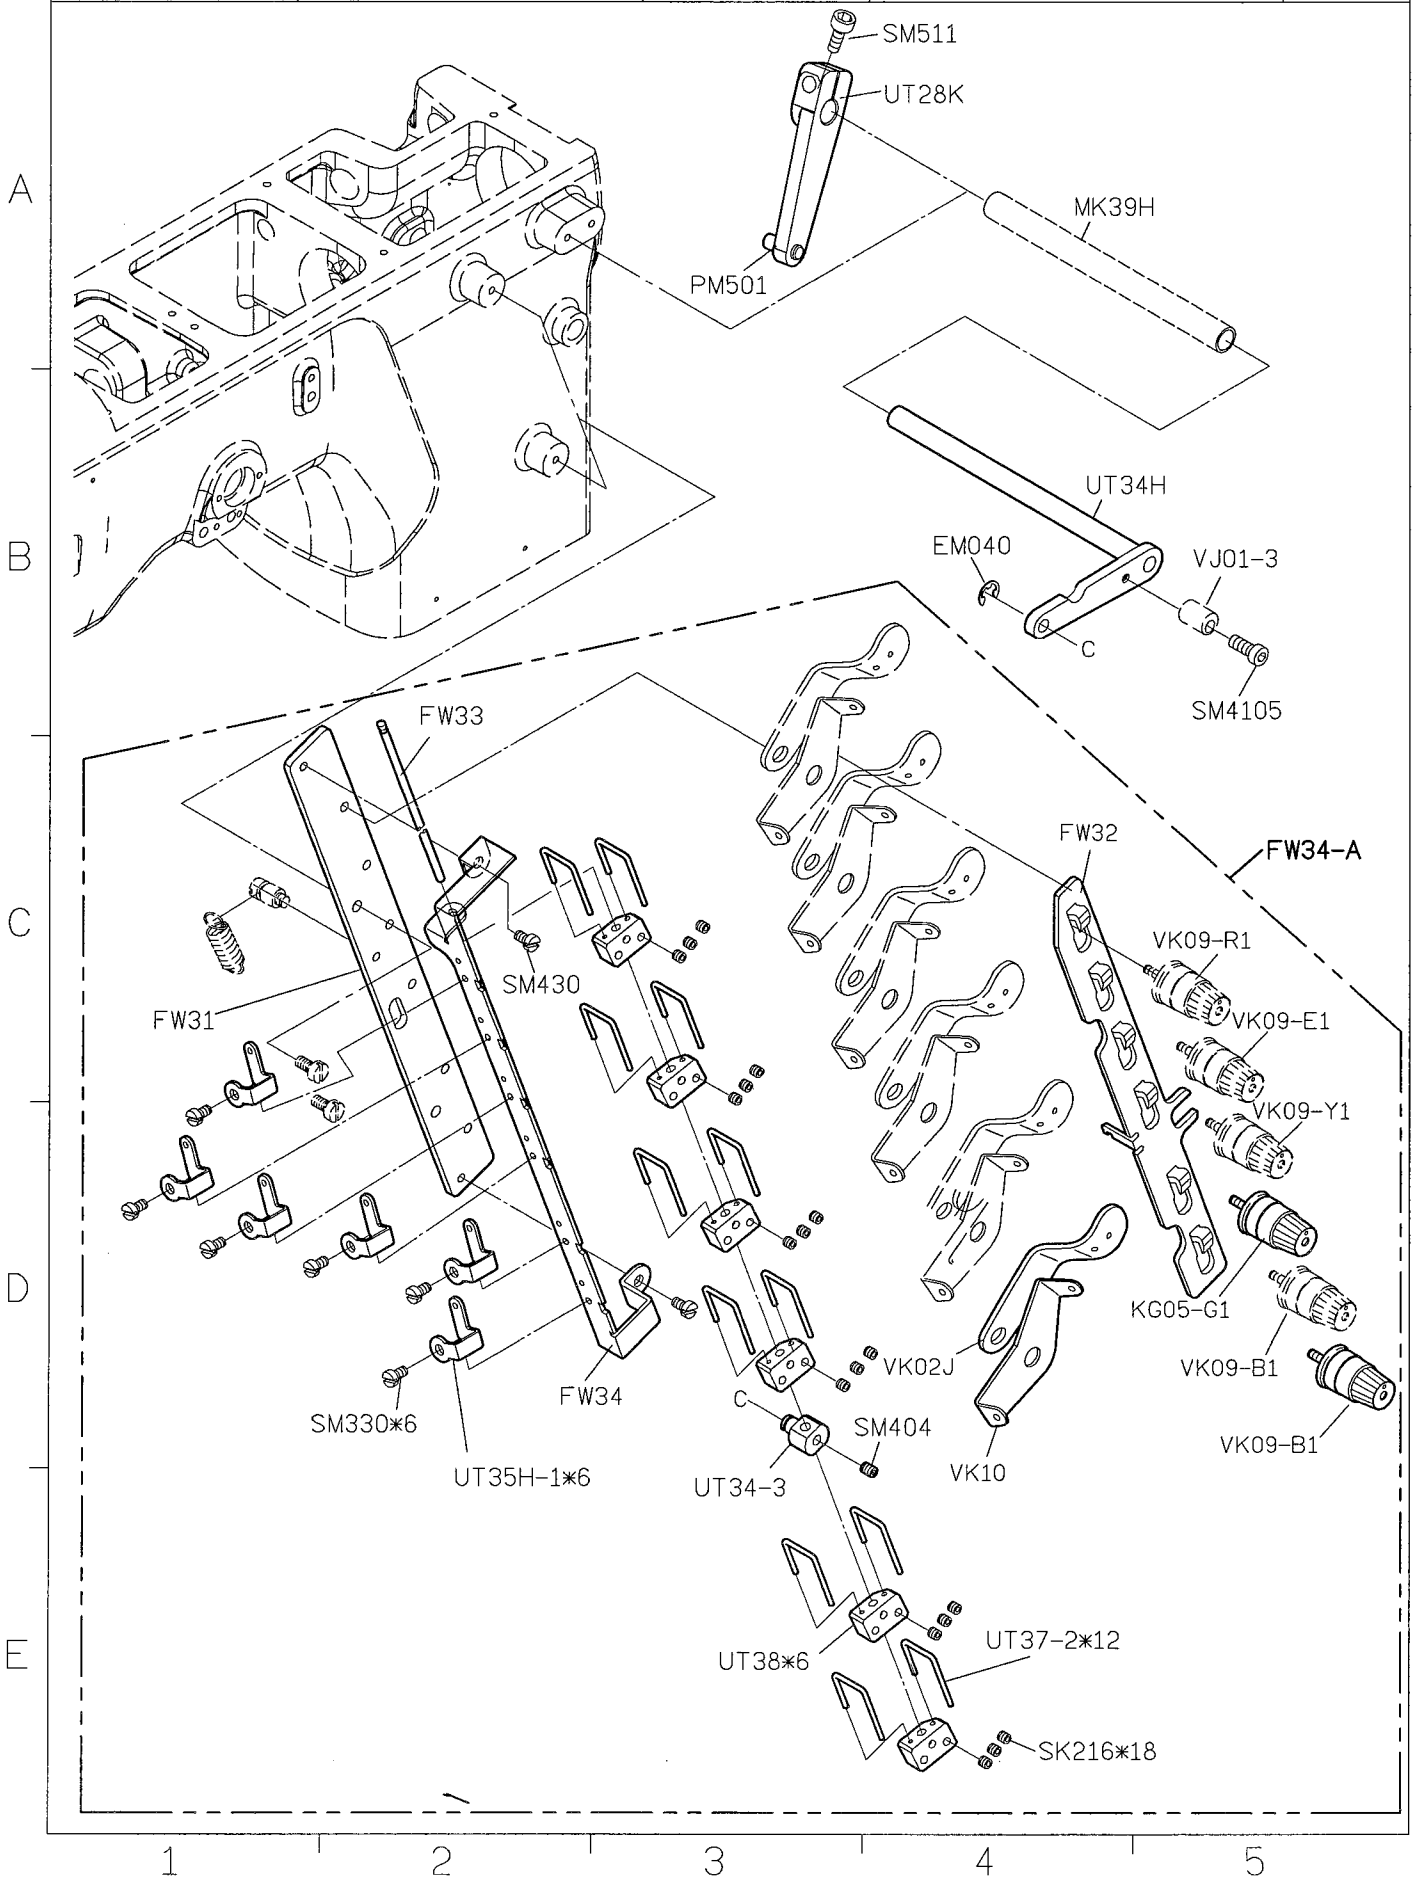 SM511
UT28K
A
MK39H
PM501
UT34H
B
EM040
VJ01-3
C
SM4105
FW33
FW32
FW34-A
C
VK09-R1
SM430
FW31
VK09-E1
VK09-Y1
D
KG05-G1
VK02J
VK09-B1
FW34
C
SM330*6
SM404
VK09-B1
UT35H-1*6
UT34-3
VK10
UT37-2*12
E
UT38*6
SK216*18
1
2
3
4
5